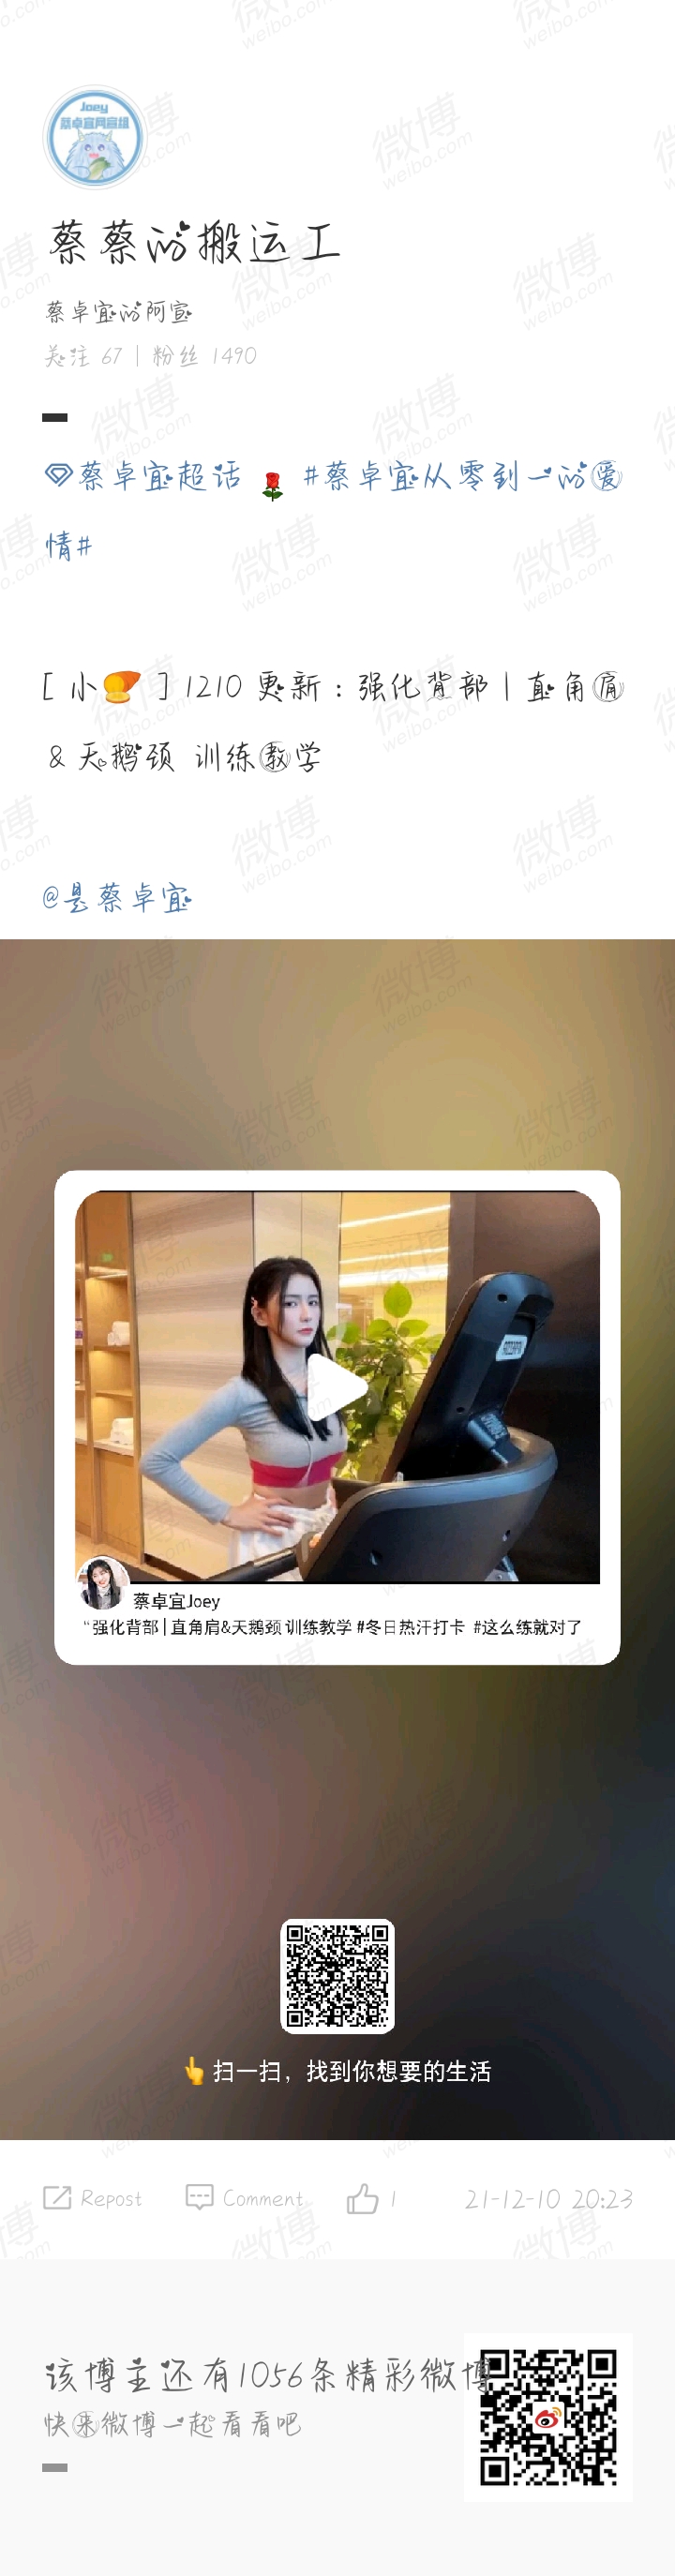 Joey
蔡卓宜网宣组
蔡蔡的搬运工
蔡卓宜的阿宣
关注 67 | 粉丝 1490
蔡卓宜超话 🌹 #蔡卓宜从零到一的爱
情#
[ 小🍠 ] 1210 更新：强化背部 | 直角肩
& 天鹅颈 训练教学
@是蔡卓宜
蔡卓宜Joey
“强化背部 | 直角肩&天鹅颈 训练教学 #冬日热汗打卡 #这么练就对了
👆 扫一扫，找到你想要的生活
Repost Comment 1 21-12-10 20:23
该博主还有1056条精彩微博
快来微博一起看看吧
微博
weibo.com